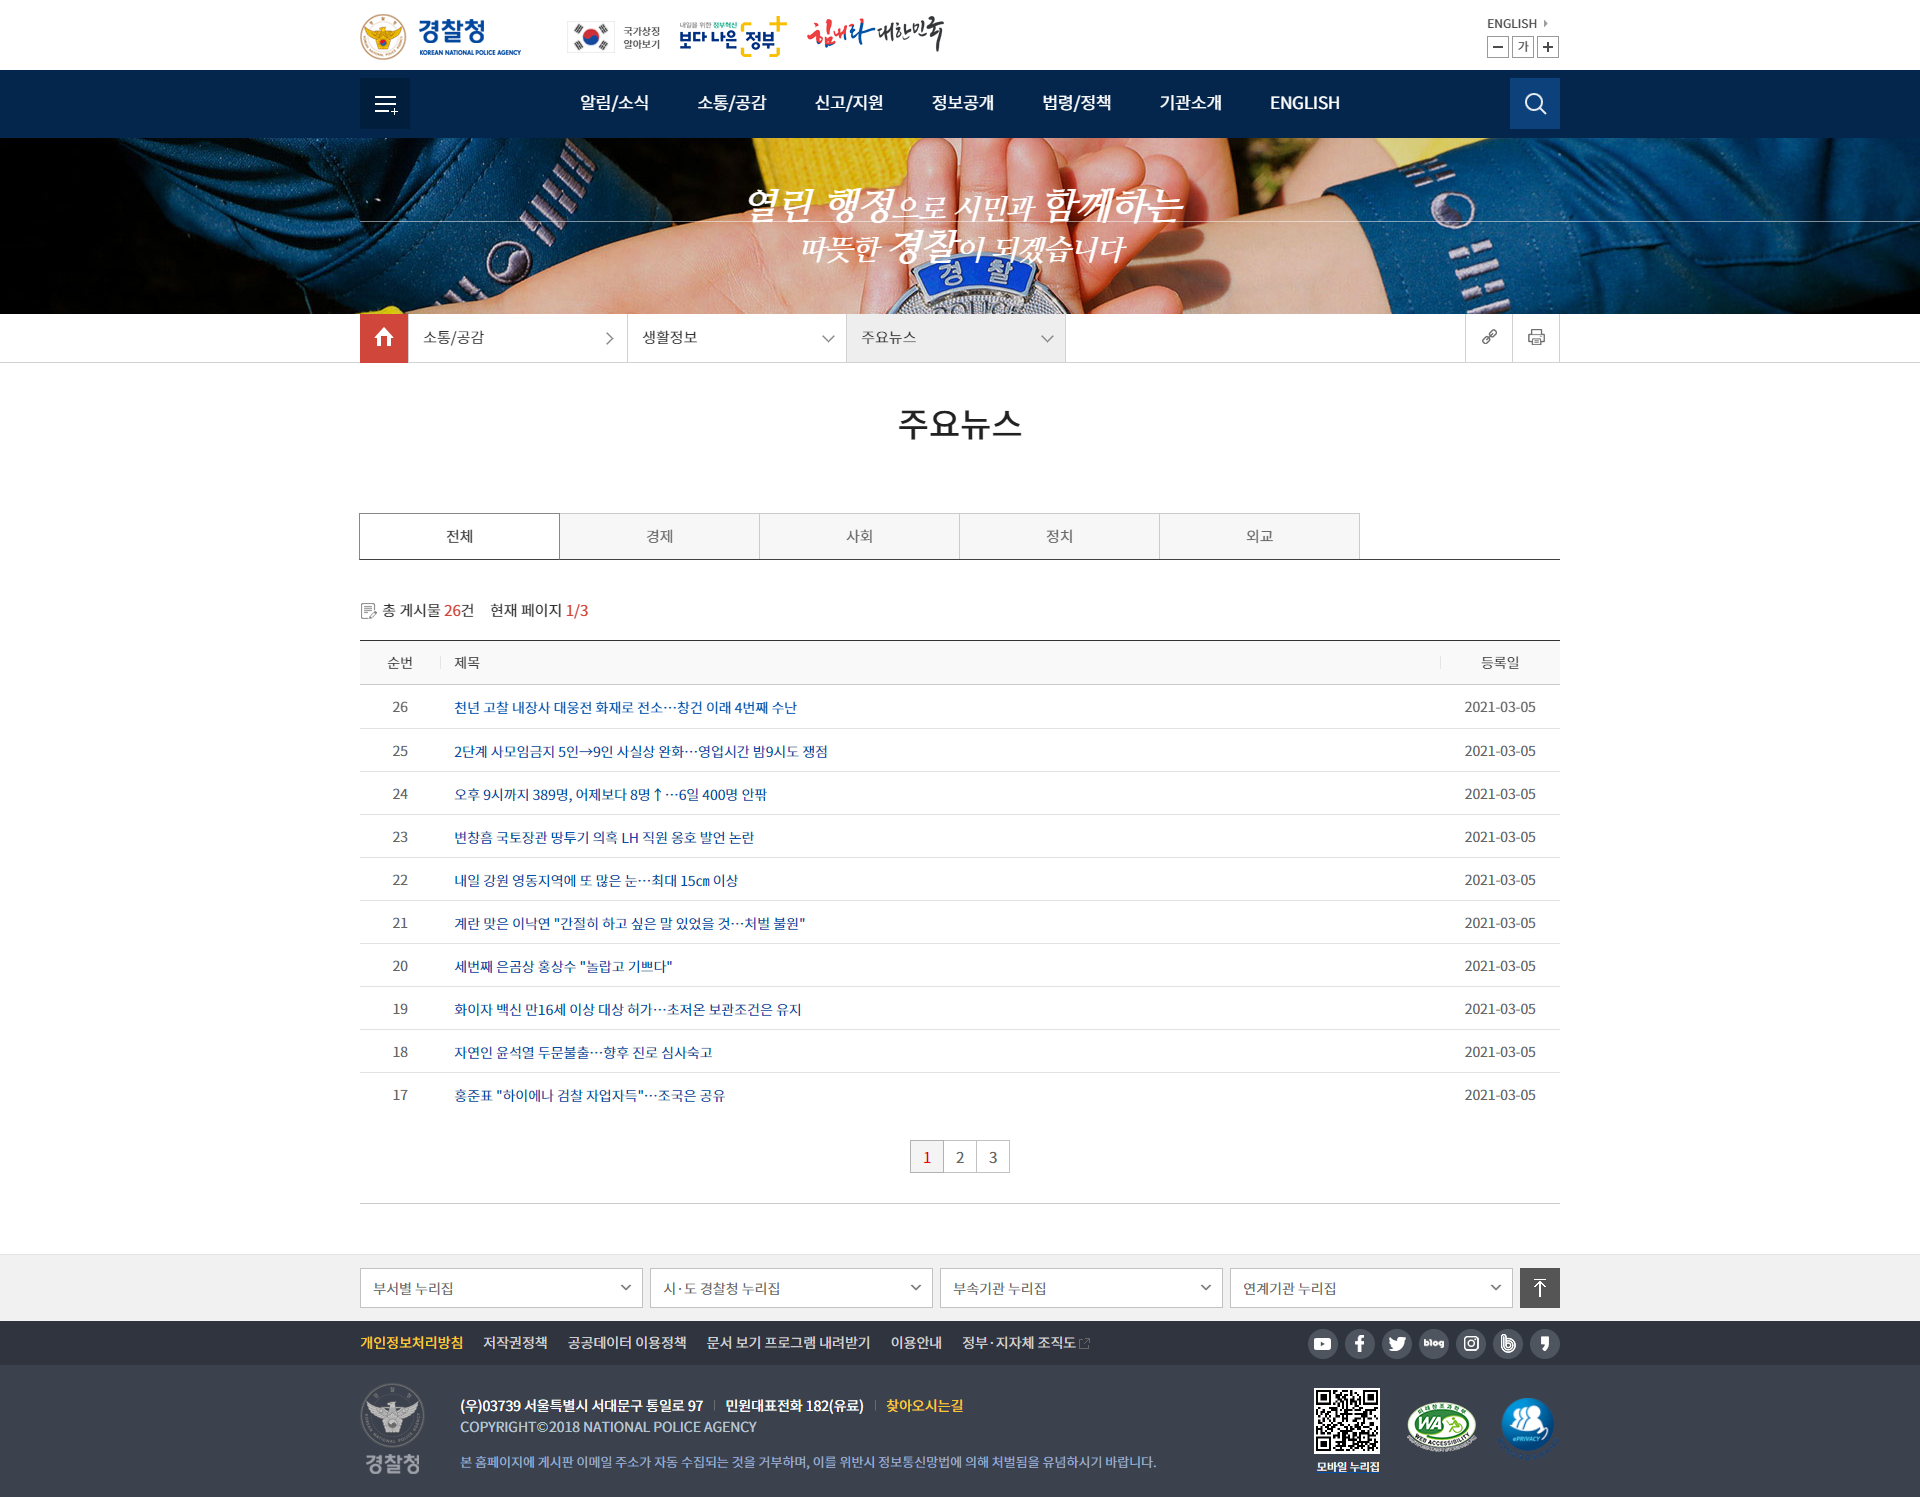 경찰청
KOREAN NATIONAL POLICE AGENCY
국가상징
알아보기
내일을 위한 정부혁신
보다 나은 정부
힘내라 대한민국
ENGLISH
가
알림/소식
소통/공감
신고/지원
정보공개
법령/정책
기관소개
ENGLISH
열린 행정으로 시민과 함께하는
따뜻한 경찰이 되겠습니다
경찰
소통/공감
생활정보
주요뉴스
주요뉴스
전체
경제
사회
정치
외교
총 게시물 26건 현재 페이지 1/3
순번 제목 등록일
26 천년 고찰 내장사 대웅전 화재로 전소…창건 이래 4번째 수난 2021-03-05
25 2단계 사모임금지 5인→9인 사실상 완화…영업시간 밤9시도 쟁점 2021-03-05
24 오후 9시까지 389명, 어제보다 8명↑…6일 400명 안팎 2021-03-05
23 변창흠 국토장관 땅투기 의혹 LH 직원 옹호 발언 논란 2021-03-05
22 내일 강원 영동지역에 또 많은 눈…최대 15㎝ 이상 2021-03-05
21 계란 맞은 이낙연 "간절히 하고 싶은 말 있었을 것…처벌 불원" 2021-03-05
20 세번째 은곰상 홍상수 "놀랍고 기쁘다" 2021-03-05
19 화이자 백신 만16세 이상 대상 허가…초저온 보관조건은 유지 2021-03-05
18 자연인 윤석열 두문불출…향후 진로 심사숙고 2021-03-05
17 홍준표 "하이에나 검찰 자업자득"…조국은 공유 2021-03-05
1 2 3
부서별 누리집
시·도 경찰청 누리집
부속기관 누리집
연계기관 누리집
개인정보처리방침 저작권정책 공공데이터 이용정책 문서 보기 프로그램 내려받기 이용안내 정부·지자체 조직도
blog
경찰청
(우)03739 서울특별시 서대문구 통일로 97 민원대표전화 182(유료) 찾아오시는길
COPYRIGHT©2018 NATIONAL POLICE AGENCY
본 홈페이지에 게시판 이메일 주소가 자동 수집되는 것을 거부하며, 이를 위반시 정보통신망법에 의해 처벌됨을 유념하시기 바랍니다.
모바일 누리집
WA
WEB ACCESSIBILITY
ePRIVACY